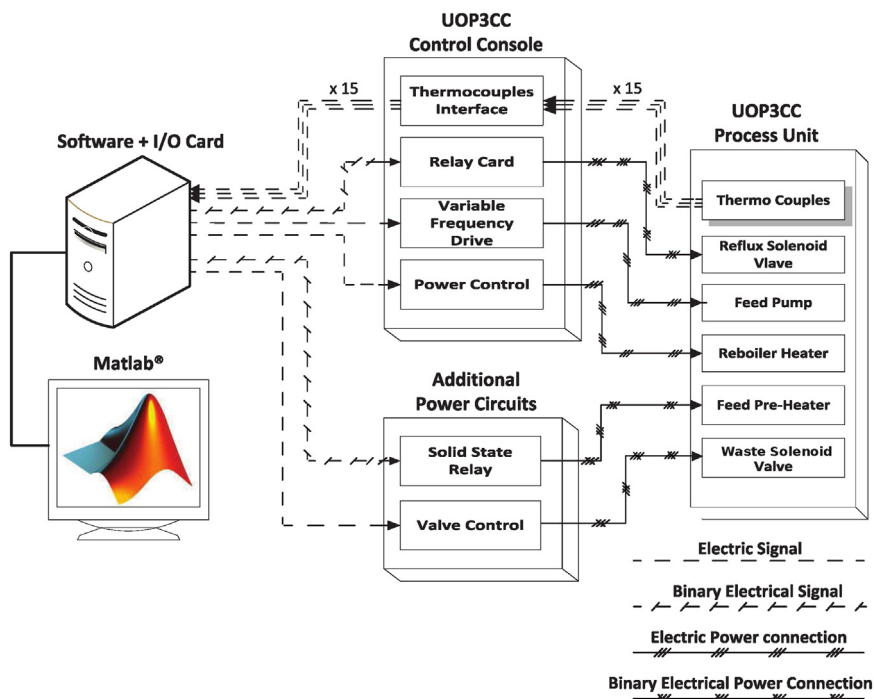 UOP3CC
Control Console
x 15
Thermocouples
Interface
x 15
UOP3CC
Process Unit
Software + I/O Card
Relay Card
Thermo Couples
Variable
Frequency
Drive
Reflux Solenoid
Vlave
Power Control
Feed Pump
Reboiler Heater
Matlab®
Additional
Power Circuits
Feed Pre-Heater
Solid State
Relay
Waste Solenoid
Valve
Valve Control
Electric Signal
Binary Electrical Signal
Electric Power connection
Binary Electrical Power Connection